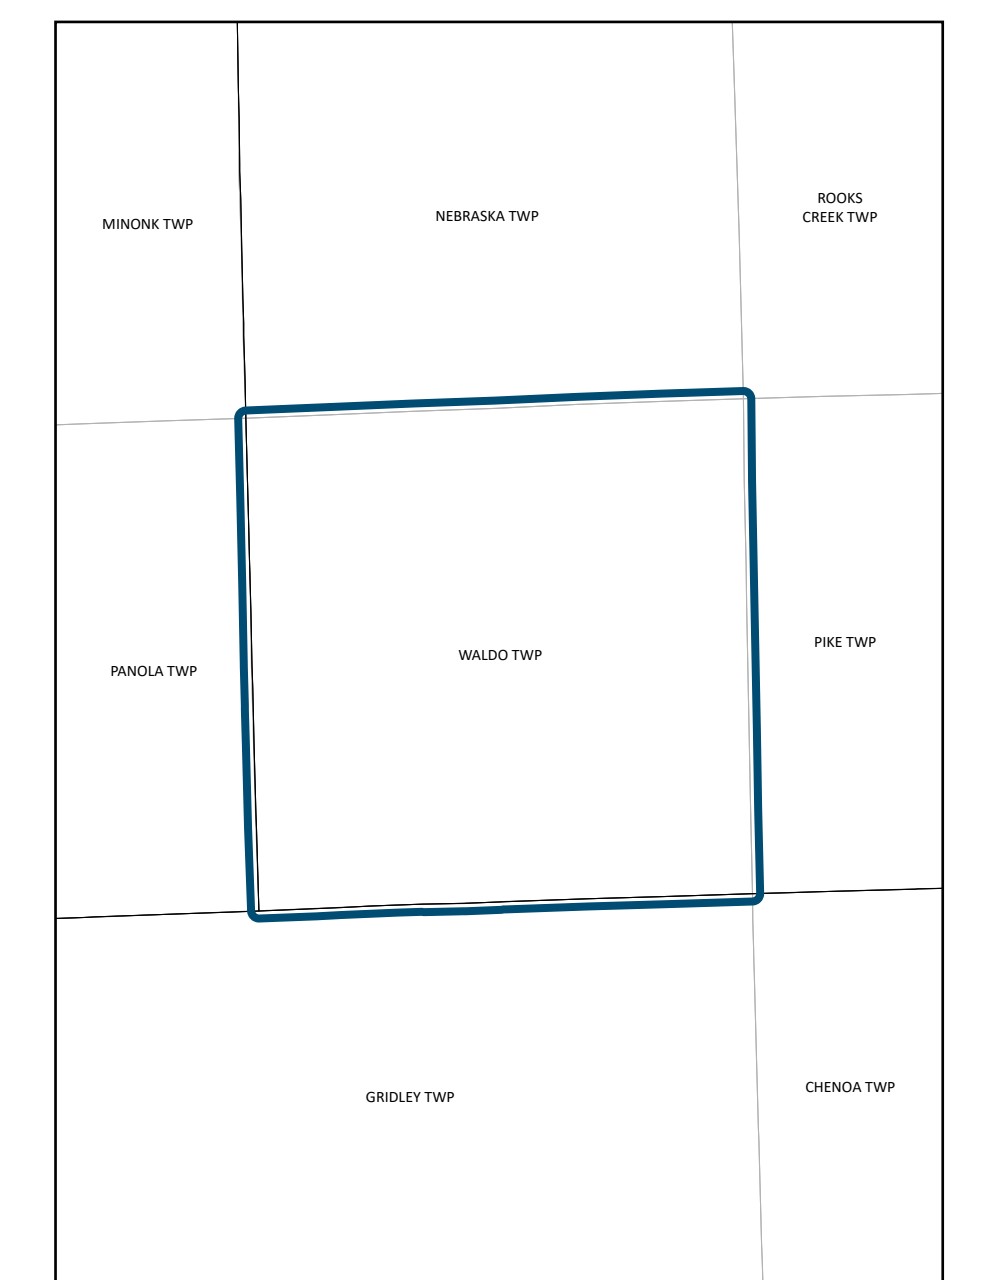 MINONK TWP
NEBRASKA TWP
ROOKS
CREEK TWP
PANOLA TWP
WALDO TWP
PIKE TWP
GRIDLEY TWP
CHENOA TWP